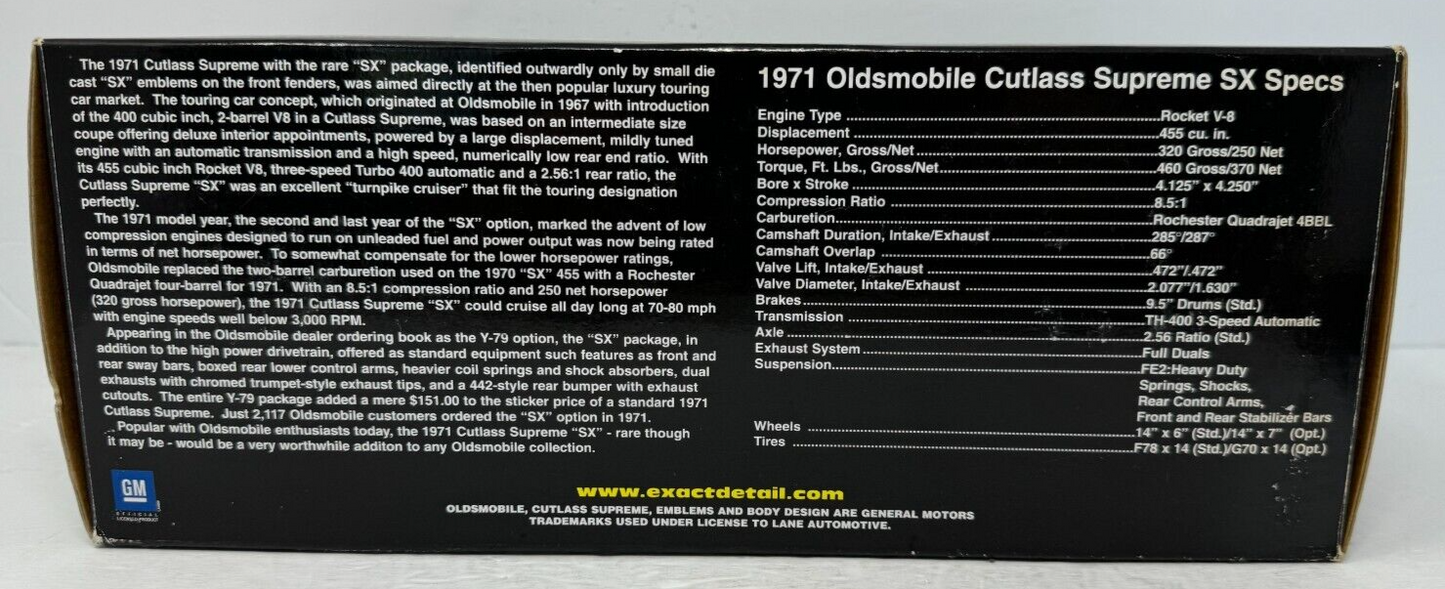 The 1971 Cutlass Supreme with the rare “SX” package, identified outwardly only by small die
cast “SX” emblems on the front fenders, was aimed directly at the then popular luxury touring
car market. The touring car concept, which originated at Oldsmobile in 1967 with introduction
of the 400 cubic inch, 2-barrel V8 in a Cutlass Supreme, was based on an intermediate size
coupe offering deluxe interior appointments, powered by a large displacement, mildly tuned
engine with an automatic transmission and a high speed, numerically low rear end ratio. With
its 455 cubic inch Rocket V8, three-speed Turbo 400 automatic and a 2.56:1 rear ratio, the
Cutlass Supreme “SX” was an excellent “turnpike cruiser” that fit the touring designation
perfectly.
The 1971 model year, the second and last year of the “SX” option, marked the advent of low
compression engines designed to run on unleaded fuel and power output was now being rated
in terms of net horsepower. To somewhat compensate for the lower horsepower ratings,
Oldsmobile replaced the two-barrel carburetion used on the 1970 “SX” 455 with a Rochester
Quadrajet four-barrel for 1971. With an 8.5:1 compression ratio and 250 net horsepower
(320 gross horsepower), the 1971 Cutlass Supreme “SX” could cruise all day long at 70-80 mph
with engine speeds well below 3,000 RPM.
Appearing in the Oldsmobile dealer ordering book as the Y-79 option, the “SX” package, in
addition to the high power drivetrain, offered as standard equipment such features as front and
rear sway bars, boxed rear lower control arms, heavier coil springs and shock absorbers, dual
exhausts with chromed trumpet-style exhaust tips, and a 442-style rear bumper with exhaust
cutouts. The entire Y-79 package added a mere $151.00 to the sticker price of a standard 1971
Cutlass Supreme. Just 2,117 Oldsmobile customers ordered the “SX” option in 1971.
Popular with Oldsmobile enthusiasts today, the 1971 Cutlass Supreme “SX” - rare though
it may be - would be a very worthwhile additon to any Oldsmobile collection.
1971 Oldsmobile Cutlass Supreme SX Specs
Engine Type ........ Rocket V-8
Displacement ........ 455 cu. in.
Horsepower, Gross/Net ........ 320 Gross/250 Net
Torque, Ft. Lbs., Gross/Net ........ 460 Gross/370 Net
Bore x Stroke ........ 4.125” x 4.250”
Compression Ratio ........ 8.5:1
Carburetion ........ Rochester Quadrajet 4BBL
Camshaft Duration, Intake/Exhaust ........ 285°/287°
Camshaft Overlap ........ 66°
Valve Lift, Intake/Exhaust ........ .472”/.472”
Valve Diameter, Intake/Exhaust ........ 2.077”/1.630”
Brakes ........ 9.5” Drums (Std.)
Transmission ........ TH-400 3-Speed Automatic
Axle ........ 2.56 Ratio (Std.)
Exhaust System ........ Full Duals
Suspension ........ FE2:Heavy Duty
Springs, Shocks,
Rear Control Arms,
Front and Rear Stabilizer Bars
Wheels ........ 14” x 6” (Std.)/14” x 7” (Opt.)
Tires ........ F78 x 14 (Std.)/G70 x 14 (Opt.)
GM
OFFICIAL
LICENSED PRODUCT
www.exactdetail.com
OLDSMOBILE, CUTLASS SUPREME, EMBLEMS AND BODY DESIGN ARE GENERAL MOTORS
TRADEMARKS USED UNDER LICENSE TO LANE AUTOMOTIVE.